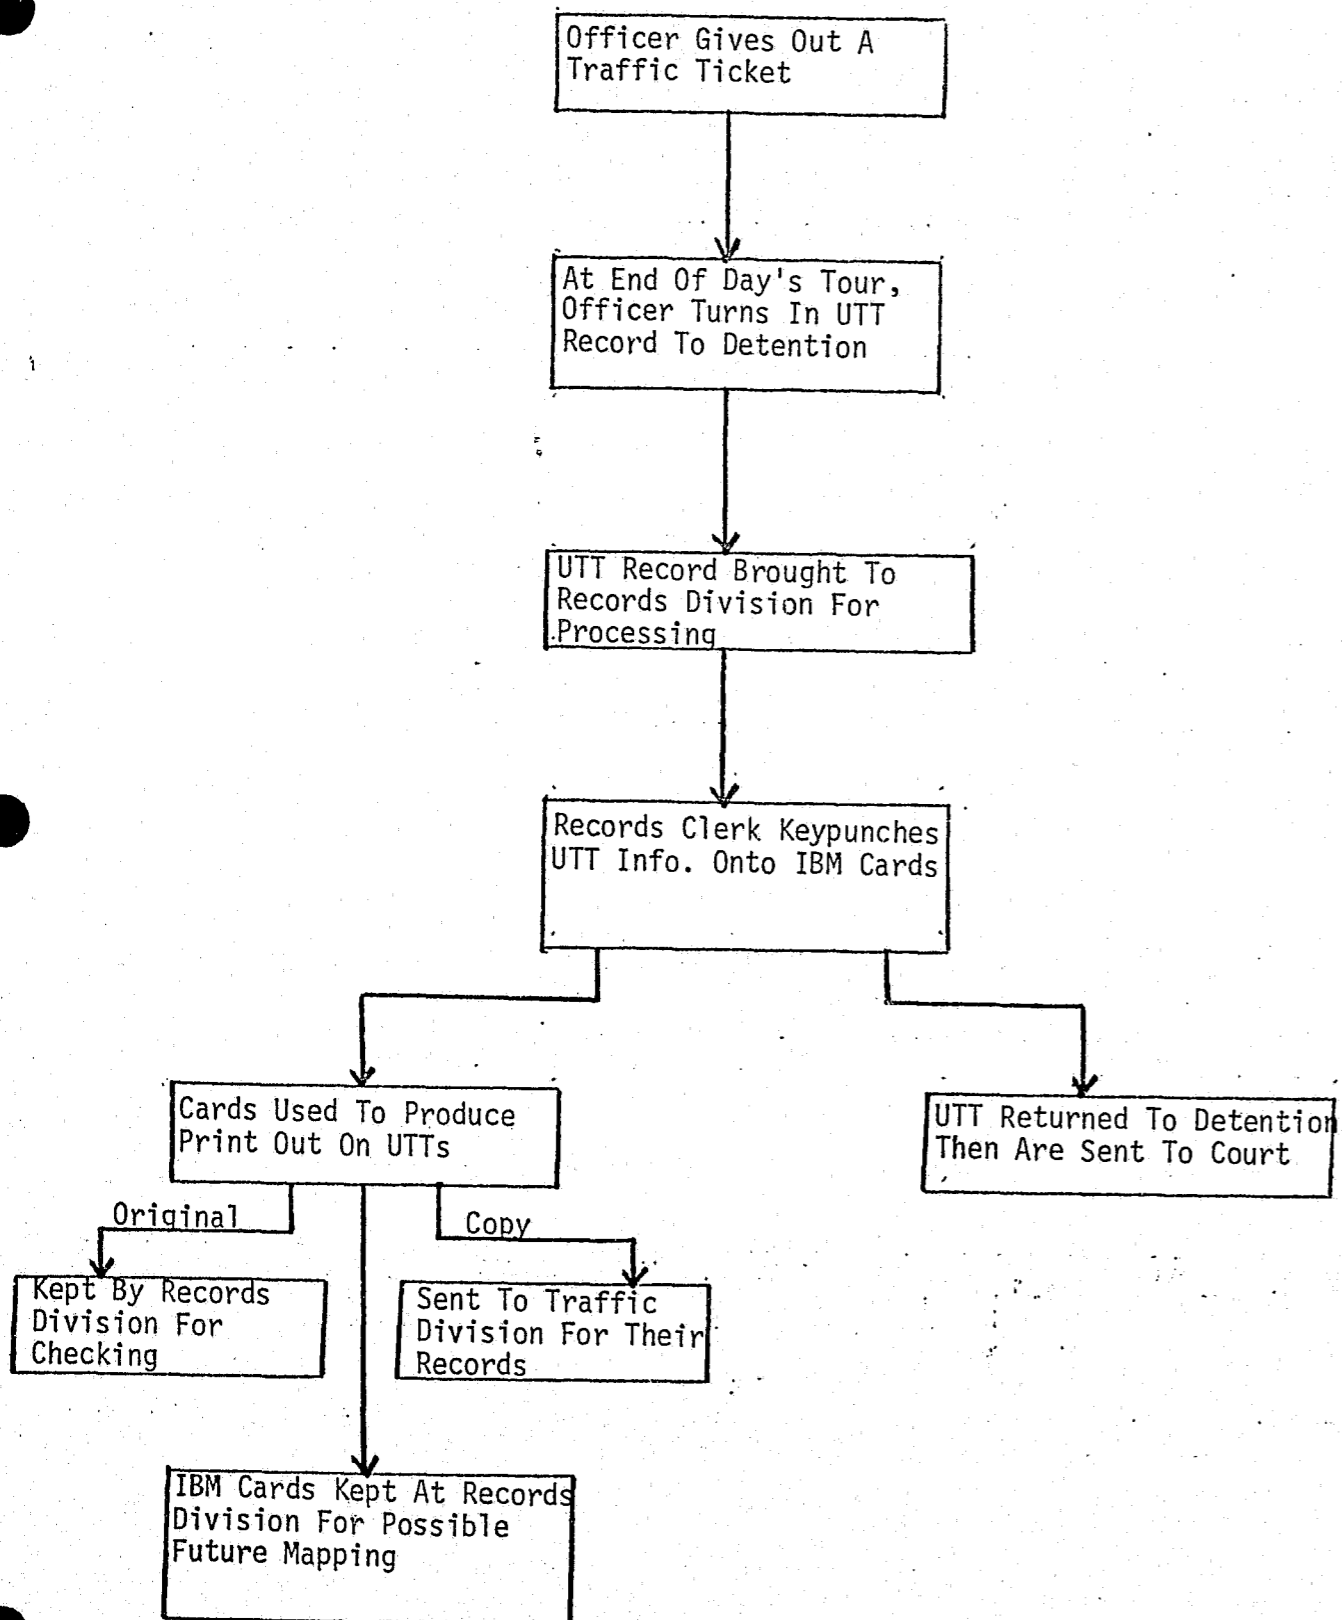 Officer Gives Out A
Traffic Ticket
At End Of Day's Tour,
Officer Turns In UTT
Record To Detention
UTT Record Brought To
Records Division For
Processing
Records Clerk Keypunches
UTT Info. Onto IBM Cards
Cards Used To Produce
Print Out On UTTs
UTT Returned To Detention
Then Are Sent To Court
Original
Copy
Kept By Records
Division For
Checking
Sent To Traffic
Division For Their
Records
IBM Cards Kept At Records
Division For Possible
Future Mapping